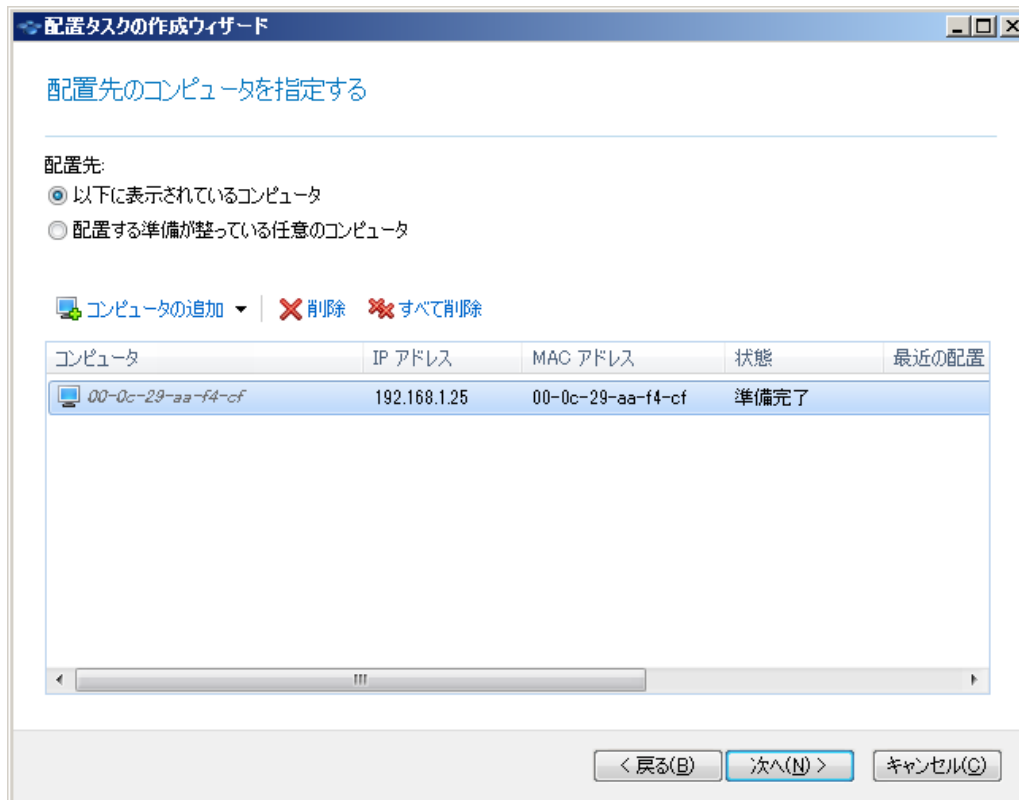 配置タスクの作成ウィザード
配置先のコンピュータを指定する
配置先:
以下に表示されているコンピュータ
配置する準備が整っている任意のコンピュータ
コンピュータの追加 削除 すべて削除
コンピュータ IP アドレス MAC アドレス 状態 最近の配置
00-0c-29-aa-f4-cf 192.168.1.25 00-0c-29-aa-f4-cf 準備完了
< 戻る(B) 次へ(N) > キャンセル(C)